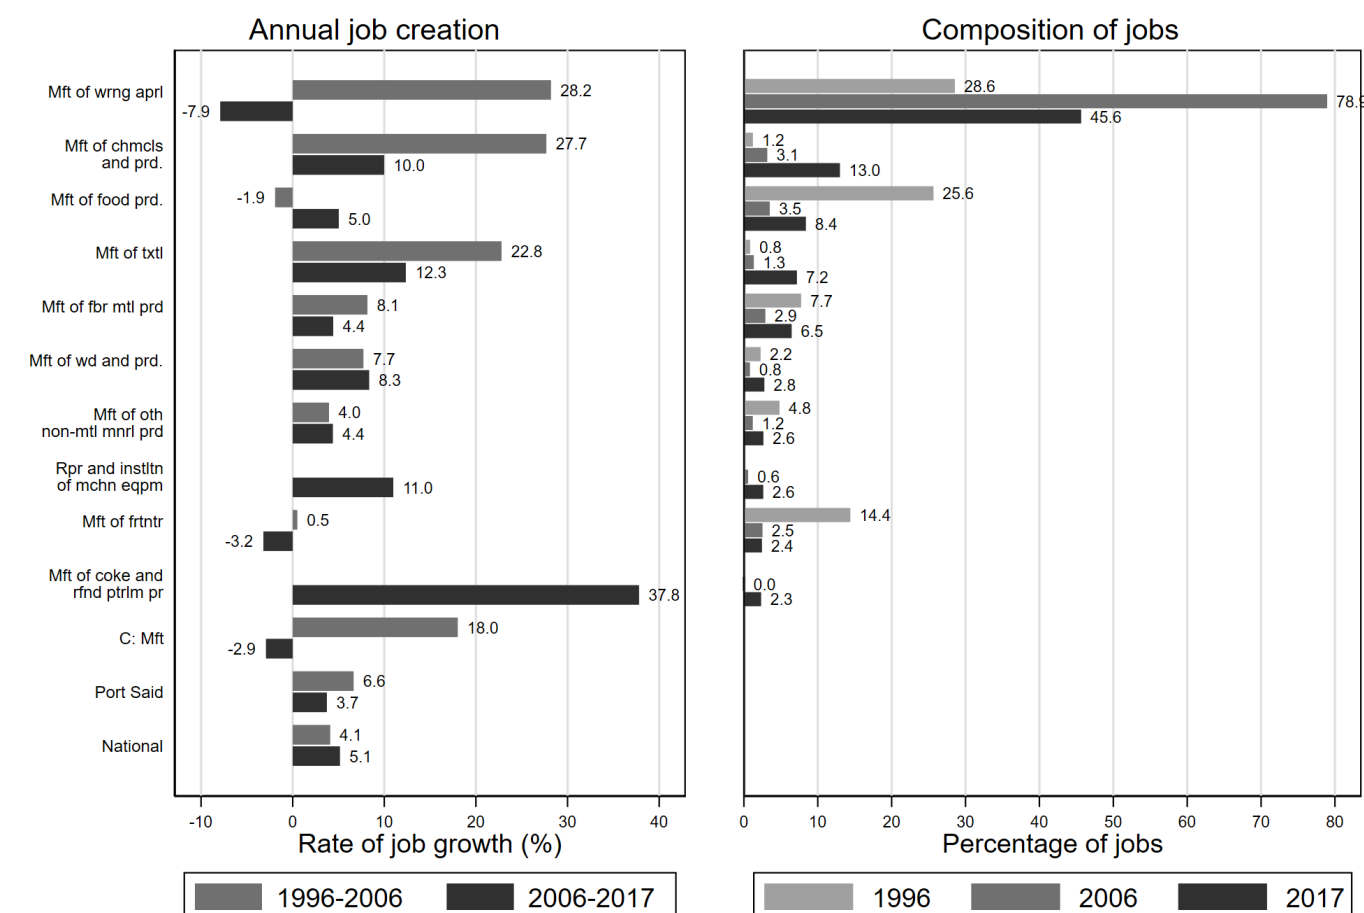 Annual job creation
Mft of wrng aprl
28.2
-7.9
Mft of chmcls
and prd.
27.7
10.0
Mft of food prd.
-1.9
5.0
Mft of txtl
22.8
12.3
Mft of fbr mtl prd
8.1
4.4
Mft of wd and prd.
7.7
8.3
Mft of oth
non-mtl mnrl prd
4.0
4.4
Rpr and instltn
of mchn eqpm
11.0
Mft of frtntr
0.5
-3.2
Mft of coke and
rfnd ptrlm pr
37.8
C: Mft
18.0
-2.9
Port Said
6.6
3.7
National
4.1
5.1
-10 0 10 20 30 40
Rate of job growth (%)
1996-2006 2006-2017
Composition of jobs
28.6
78.9
45.6
1.2
3.1
13.0
25.6
3.5
8.4
0.8
1.3
7.2
7.7
2.9
6.5
2.2
0.8
2.8
4.8
1.2
2.6
0.6
2.6
14.4
2.5
2.4
0.0
2.3
0 10 20 30 40 50 60 70 80
Percentage of jobs
1996 2006 2017